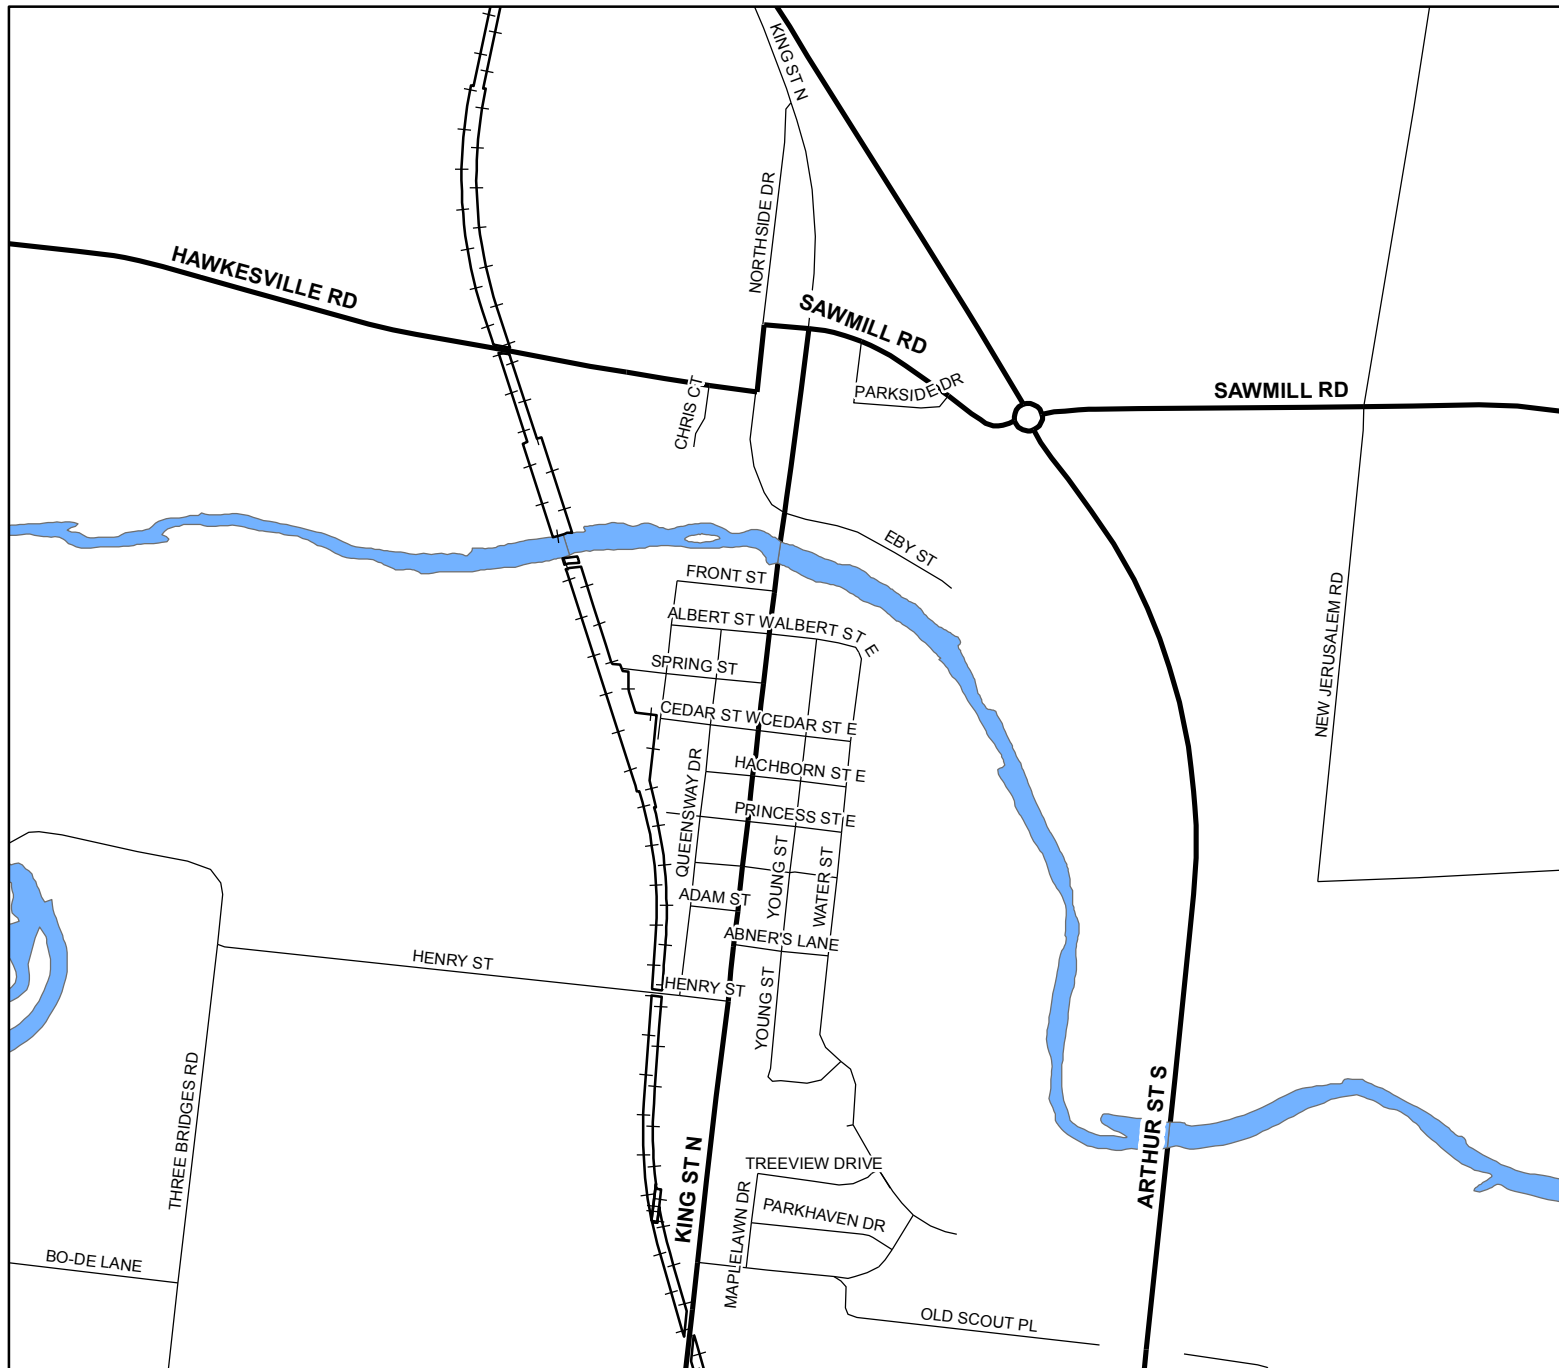 KING ST N
NORTHSIDE DR
HAWKESVILLE RD
SAWMILL RD
PARKSIDE DR
SAWMILL RD
CHRIS CT
EBY ST
FRONT ST
NEW JERUSALEM RD
ALBERT ST W
ALBERT ST E
SPRING ST
CEDAR ST W
CEDAR ST E
QUEENSWAY DR
HACHBORN ST E
PRINCESS ST E
YOUNG ST
WATER ST
ADAM ST
ABNER'S LANE
HENRY ST
HENRY ST
YOUNG ST
THREE BRIDGES RD
ARTHUR ST S
KING ST N
TREEVIEW DRIVE
MAPLELAWN DR
PARKHAVEN DR
BO-DE LANE
OLD SCOUT PL